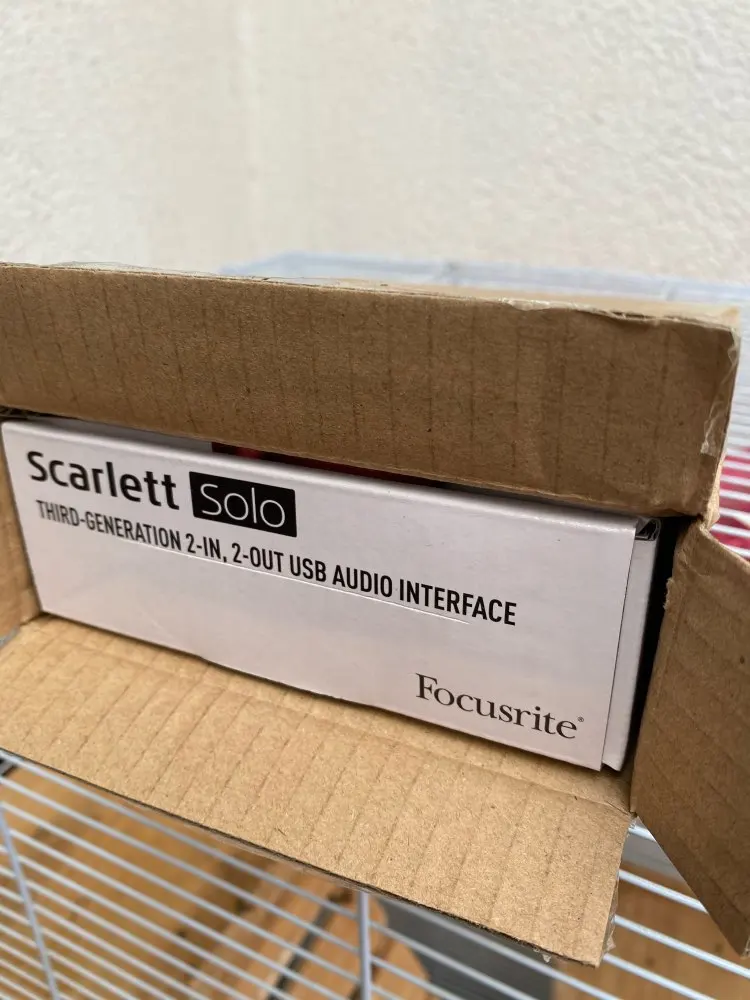 Scarlett Solo
THIRD-GENERATION 2-IN, 2-OUT USB AUDIO INTERFACE
Focusrite®